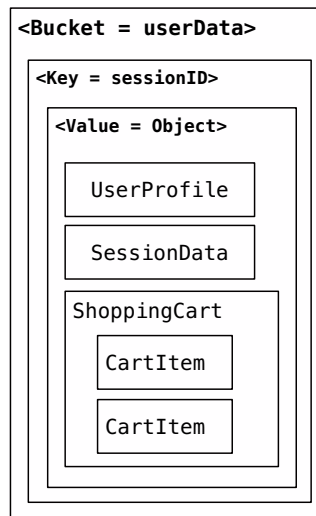 <Bucket = userData>
<Key = sessionID>
<Value = Object>
UserProfile
SessionData
ShoppingCart
CartItem
CartItem